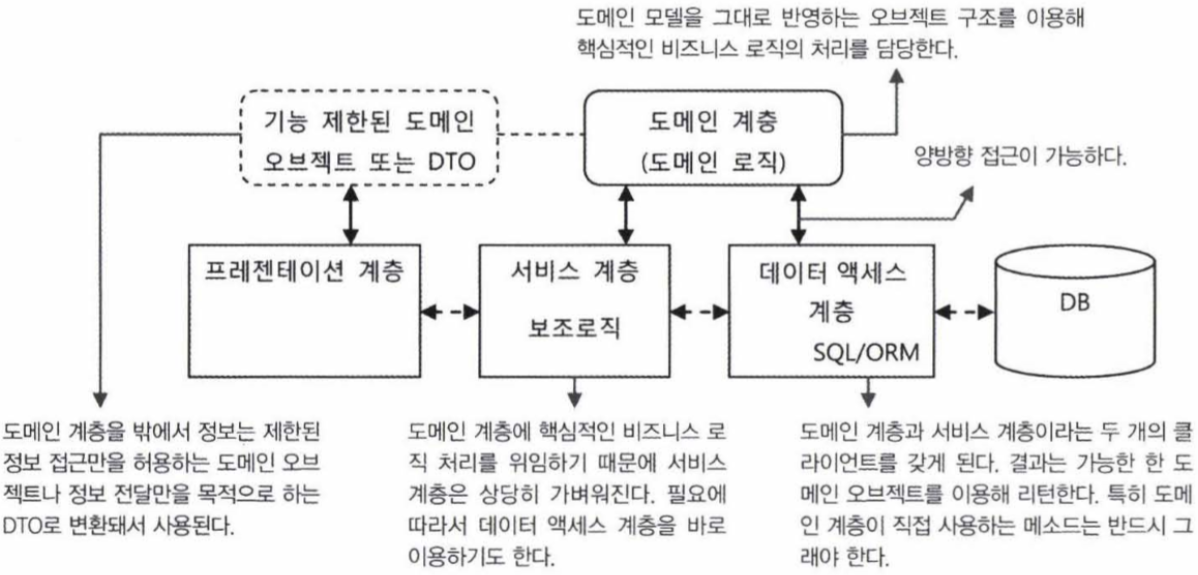 도메인 모델을 그대로 반영하는 오브젝트 구조를 이용해
핵심적인 비즈니스 로직의 처리를 담당한다.
기능 제한된 도메인
오브젝트 또는 DTO
도메인 계층
(도메인 로직)
양방향 접근이 가능하다.
프레젠테이션 계층
서비스 계층
보조로직
데이터 액세스
계층
SQL/ORM
DB
도메인 계층을 밖에서 정보는 제한된
정보 접근만을 허용하는 도메인 오브
젝트나 정보 전달만을 목적으로 하는
DTO로 변환돼서 사용된다.
도메인 계층에 핵심적인 비즈니스 로
직 처리를 위임하기 때문에 서비스
계층은 상당히 가벼워진다. 필요에
따라서 데이터 액세스 계층을 바로
이용하기도 한다.
도메인 계층과 서비스 계층이라는 두 개의 클
라이언트를 갖게 된다. 결과는 가능한 한 도
메인 오브젝트를 이용해 리턴한다. 특히 도메
인 계층이 직접 사용하는 메소드는 반드시 그
래야 한다.